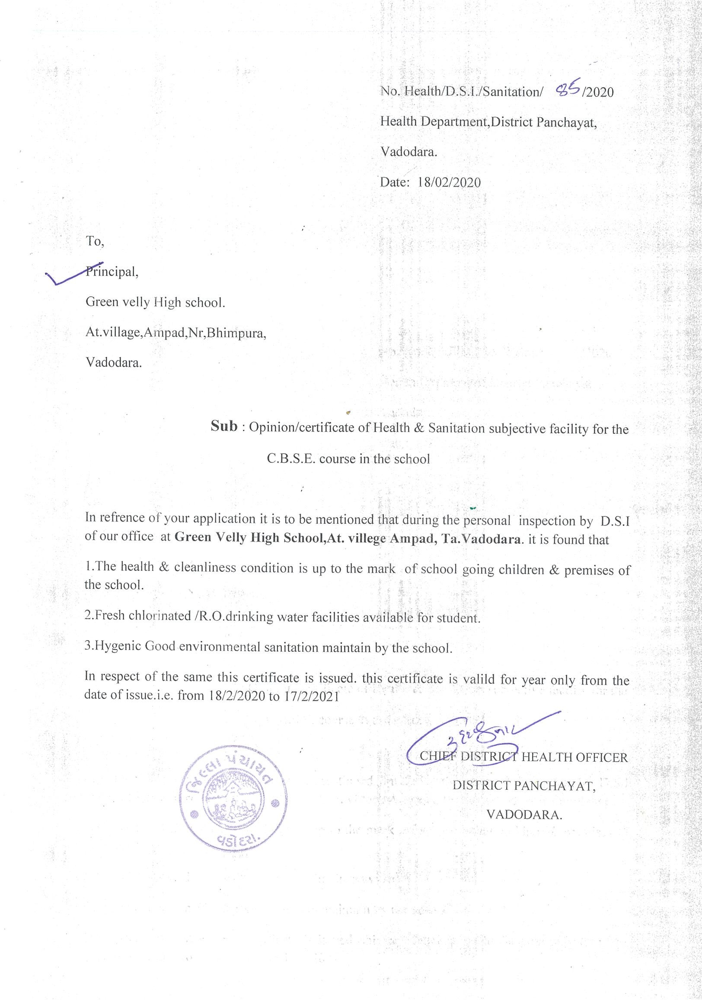 No. Health/D.S.I./Sanitation/ 85/2020
Health Department,District Panchayat,
Vadodara.
Date: 18/02/2020
To,
Principal,
Green velly High school.
At.village,Ampad,Nr,Bhimpura,
Vadodara.
Sub : Opinion/certificate of Health & Sanitation subjective facility for the
C.B.S.E. course in the school
In refrence of your application it is to be mentioned that during the personal inspection by D.S.I
of our office at Green Velly High School,At. villege Ampad, Ta.Vadodara. it is found that
1.The health & cleanliness condition is up to the mark of school going children & premises of
the school.
2.Fresh chlorinated /R.O.drinking water facilities available for student.
3.Hygenic Good environmental sanitation maintain by the school.
In respect of the same this certificate is issued. this certificate is valild for year only from the
date of issue.i.e. from 18/2/2020 to 17/2/2021
CHIEF DISTRICT HEALTH OFFICER
DISTRICT PANCHAYAT,
VADODARA.
જિલ્લા પંચાયત
વડોદરા.